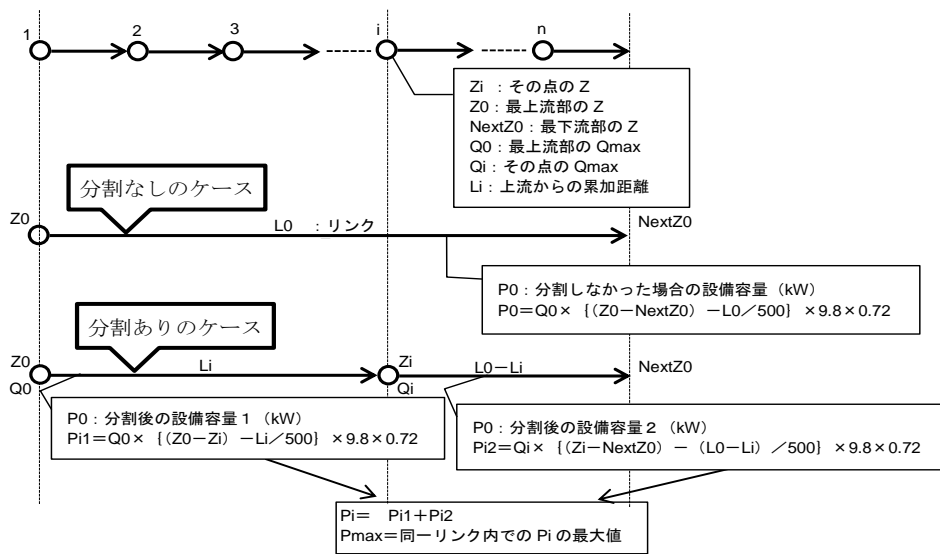 1 2 3 i n
Zi ：その点の Z
Z0：最上流部の Z
NextZ0：最下流部の Z
Q0：最上流部の Qmax
Qi：その点の Qmax
Li：上流からの累加距離
分割なしのケース
Z0 L0 ：リンク NextZ0
P0：分割しなかった場合の設備容量（kW）
P0＝Q0×｛（Z0－NextZ0）－L0／500｝×9.8×0.72
分割ありのケース
Z0 Li Zi L0－Li NextZ0
Q0 Qi
P0：分割後の設備容量１（kW）
Pi1＝Q0×｛（Z0－Zi）－Li／500｝×9.8×0.72
P0：分割後の設備容量２（kW）
Pi2＝Qi×｛（Zi－NextZ0）－（L0－Li）／500｝×9.8×0.72
Pi＝ Pi1＋Pi2
Pmax＝同一リンク内での Pi の最大値